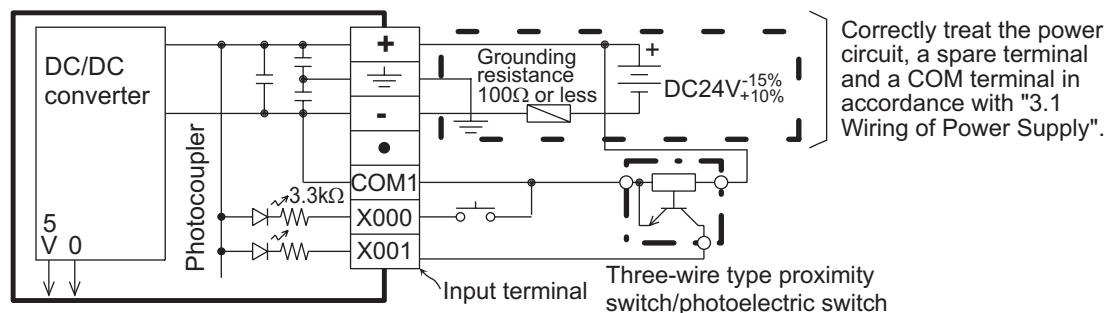 DC/DC
converter
5
V 0
Photocoupler
3.3kΩ
+
-
●
COM1
X000
X001
Input terminal
Grounding
resistance
100Ω or less
+
DC24V -15%
+10%
Three-wire type proximity
switch/photoelectric switch
Correctly treat the power
circuit, a spare terminal
and a COM terminal in
accordance with "3.1
Wiring of Power Supply".